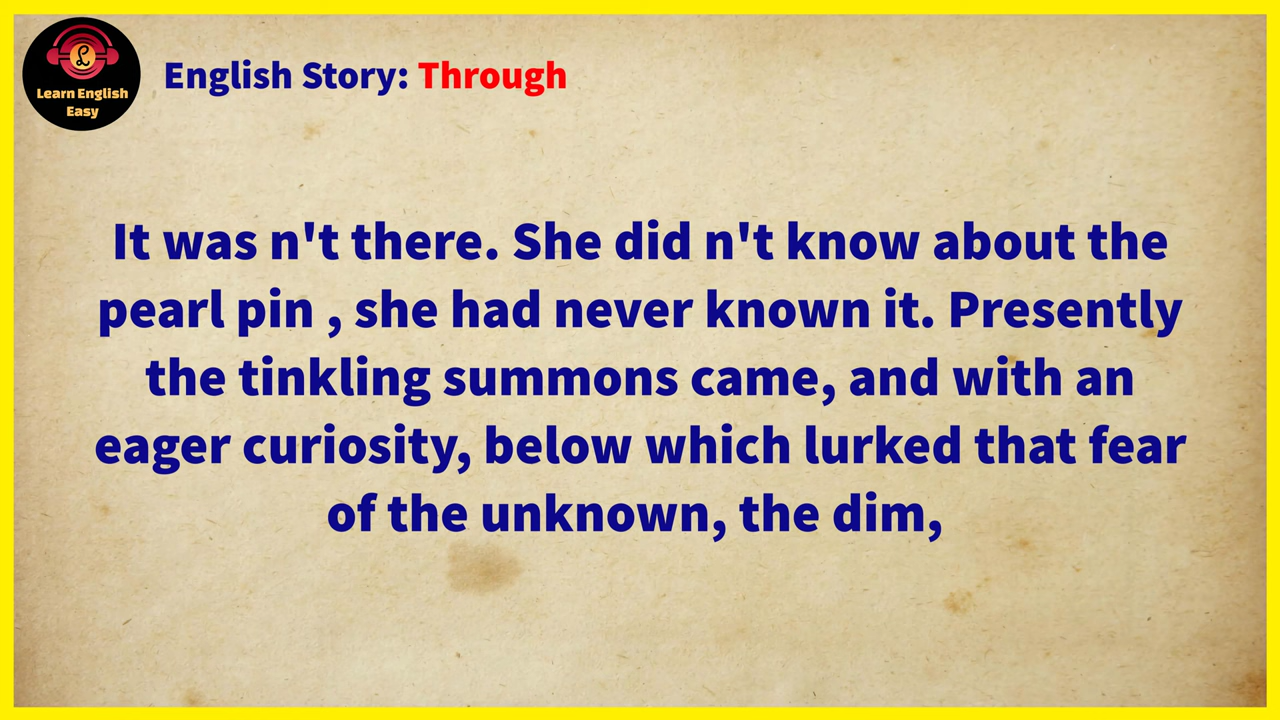 Learn English
Easy
English Story: Through
It was n't there. She did n't know about the
pearl pin , she had never known it. Presently
the tinkling summons came, and with an
eager curiosity, below which lurked that fear
of the unknown, the dim,